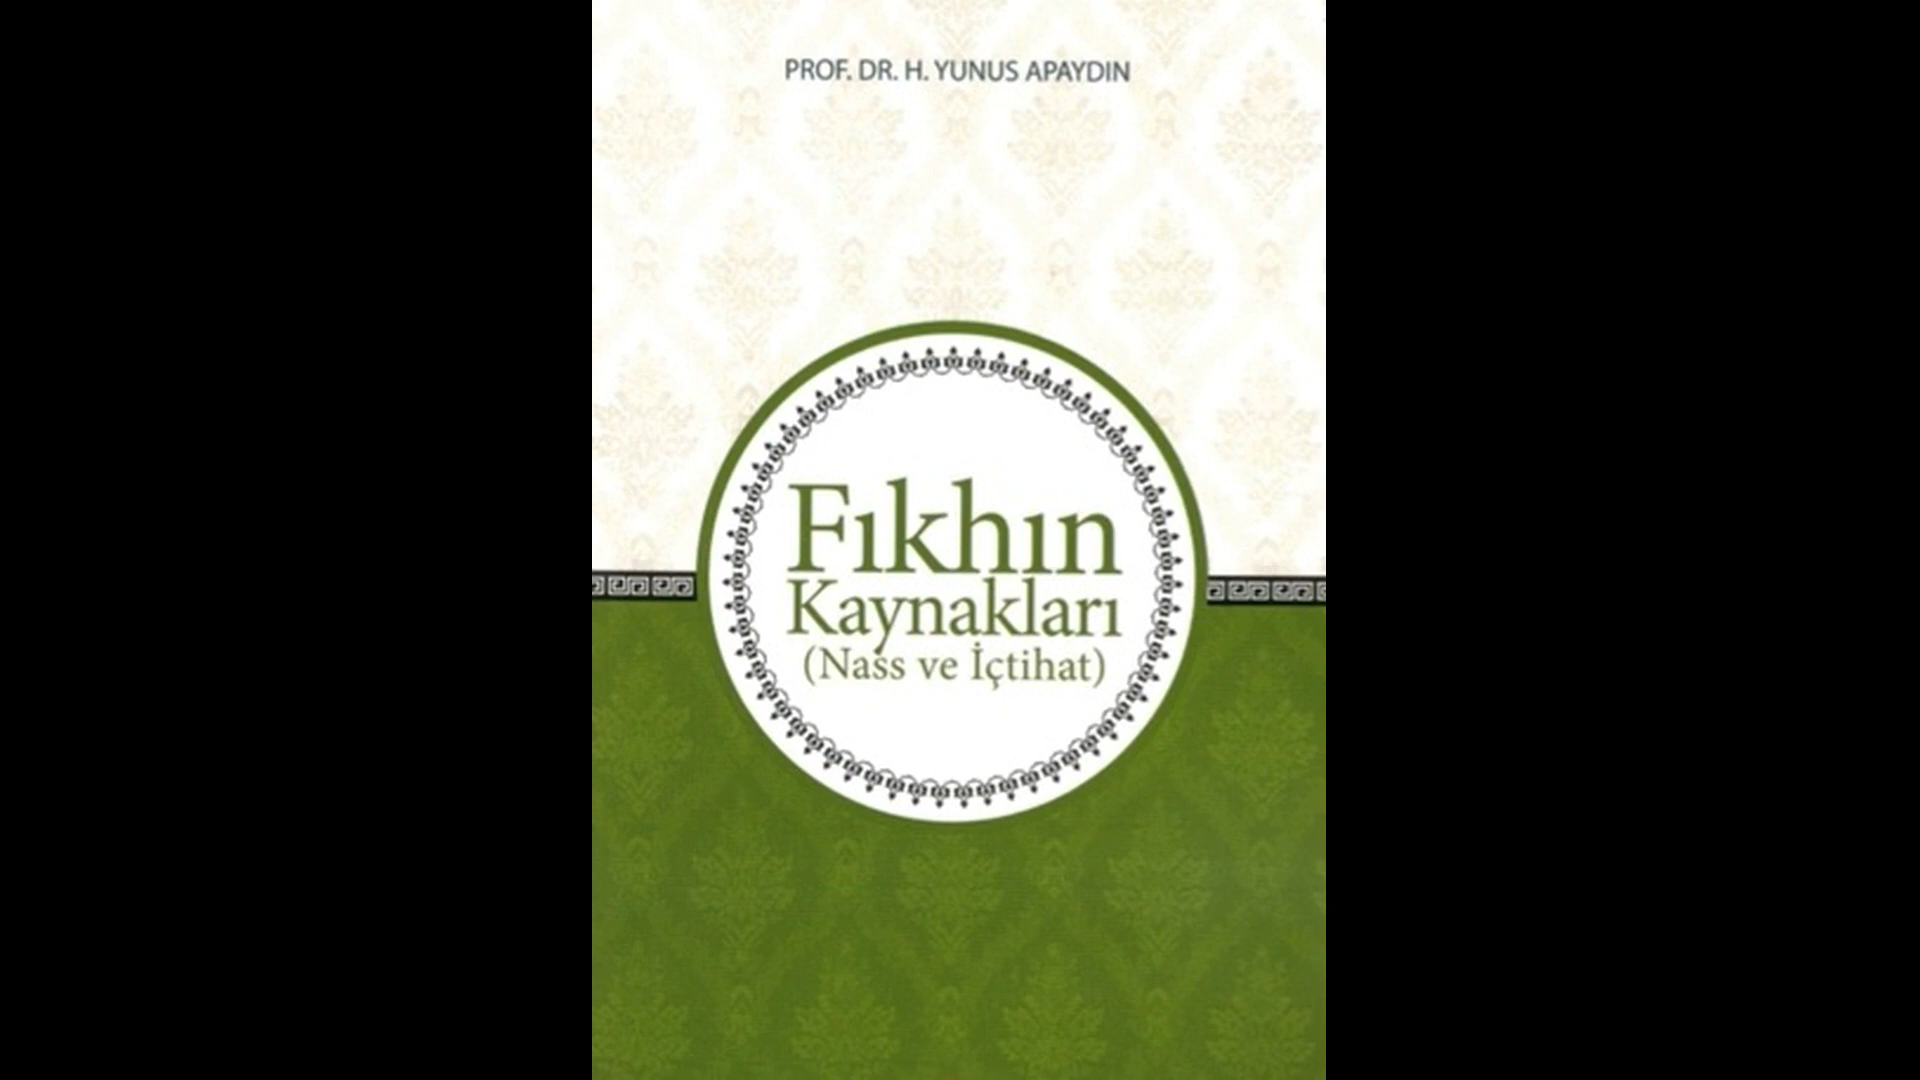 PROF. DR. H. YUNUS APAYDIN
Fıkhın
Kaynakları
(Nass ve İçtihat)